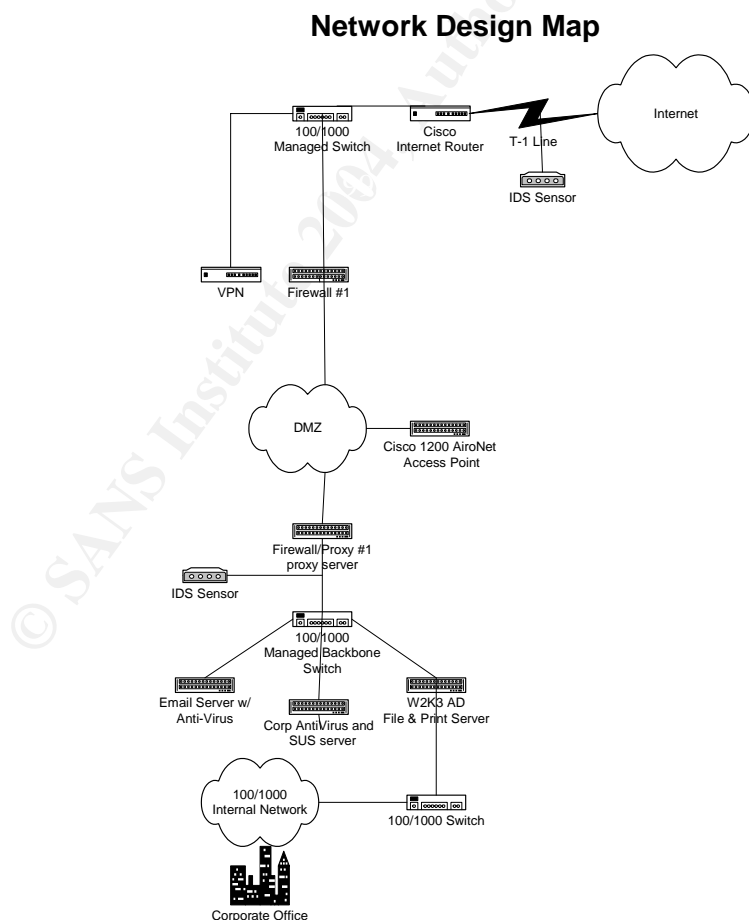 Network Design Map
Internet
100/1000
Managed Switch
Cisco
Internet Router
T-1 Line
IDS Sensor
VPN
Firewall #1
DMZ
Cisco 1200 AiroNet
Access Point
Firewall/Proxy #1
proxy server
IDS Sensor
100/1000
Managed Backbone
Switch
Email Server w/
Anti-Virus
Corp AntiVirus and
SUS server
W2K3 AD
File & Print Server
100/1000
Internal Network
100/1000 Switch
Corporate Office
© SANS Institute 2004, Autho